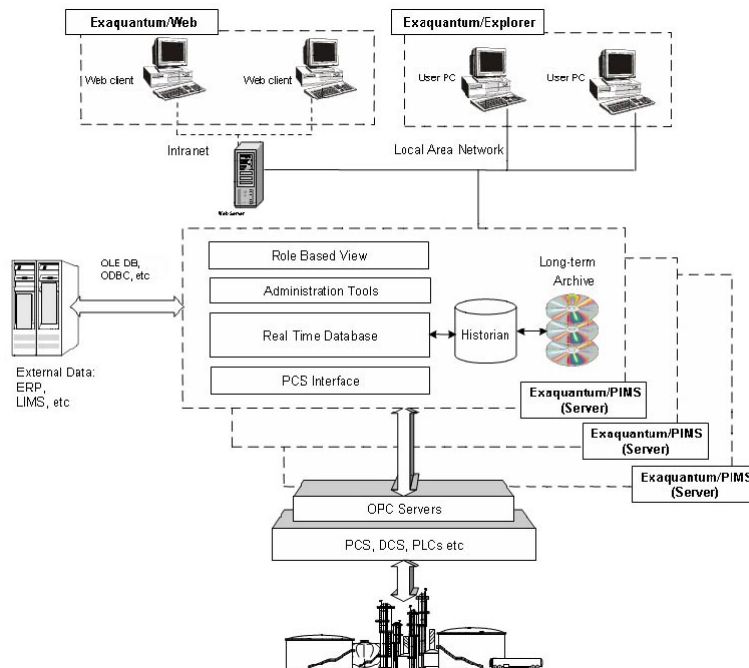 Exaquantum/Web
Exaquantum/Explorer
Web client
Web client
User PC
User PC
Intranet
Local Area Network
Web Server
OLE DB,
ODBC, etc
Role Based View
Administration Tools
Real Time Database
PCS Interface
Historian
Long-term
Archive
External Data:
ERP,
LIMS, etc
Exaquantum/PIMS
(Server)
Exaquantum/PIMS
(Server)
Exaquantum/PIMS
(Server)
OPC Servers
PCS, DCS, PLCs etc